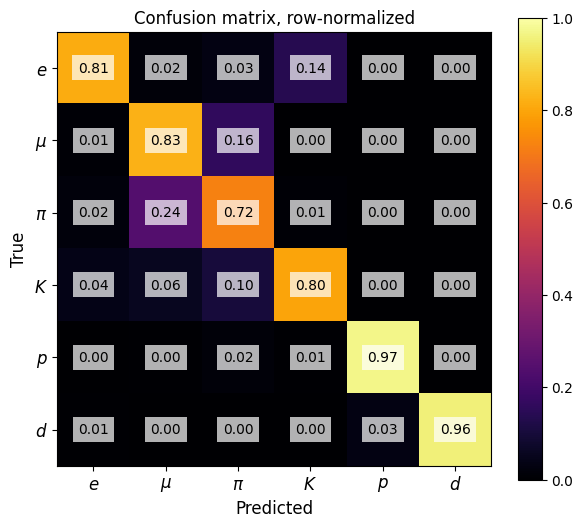 Confusion matrix, row-normalized
True
e 0.81 0.02 0.03 0.14 0.00 0.00
μ 0.01 0.83 0.16 0.00 0.00 0.00
π 0.02 0.24 0.72 0.01 0.00 0.00
K 0.04 0.06 0.10 0.80 0.00 0.00
p 0.00 0.00 0.02 0.01 0.97 0.00
d 0.01 0.00 0.00 0.00 0.03 0.96
e μ π K p d
Predicted
1.0
0.8
0.6
0.4
0.2
0.0